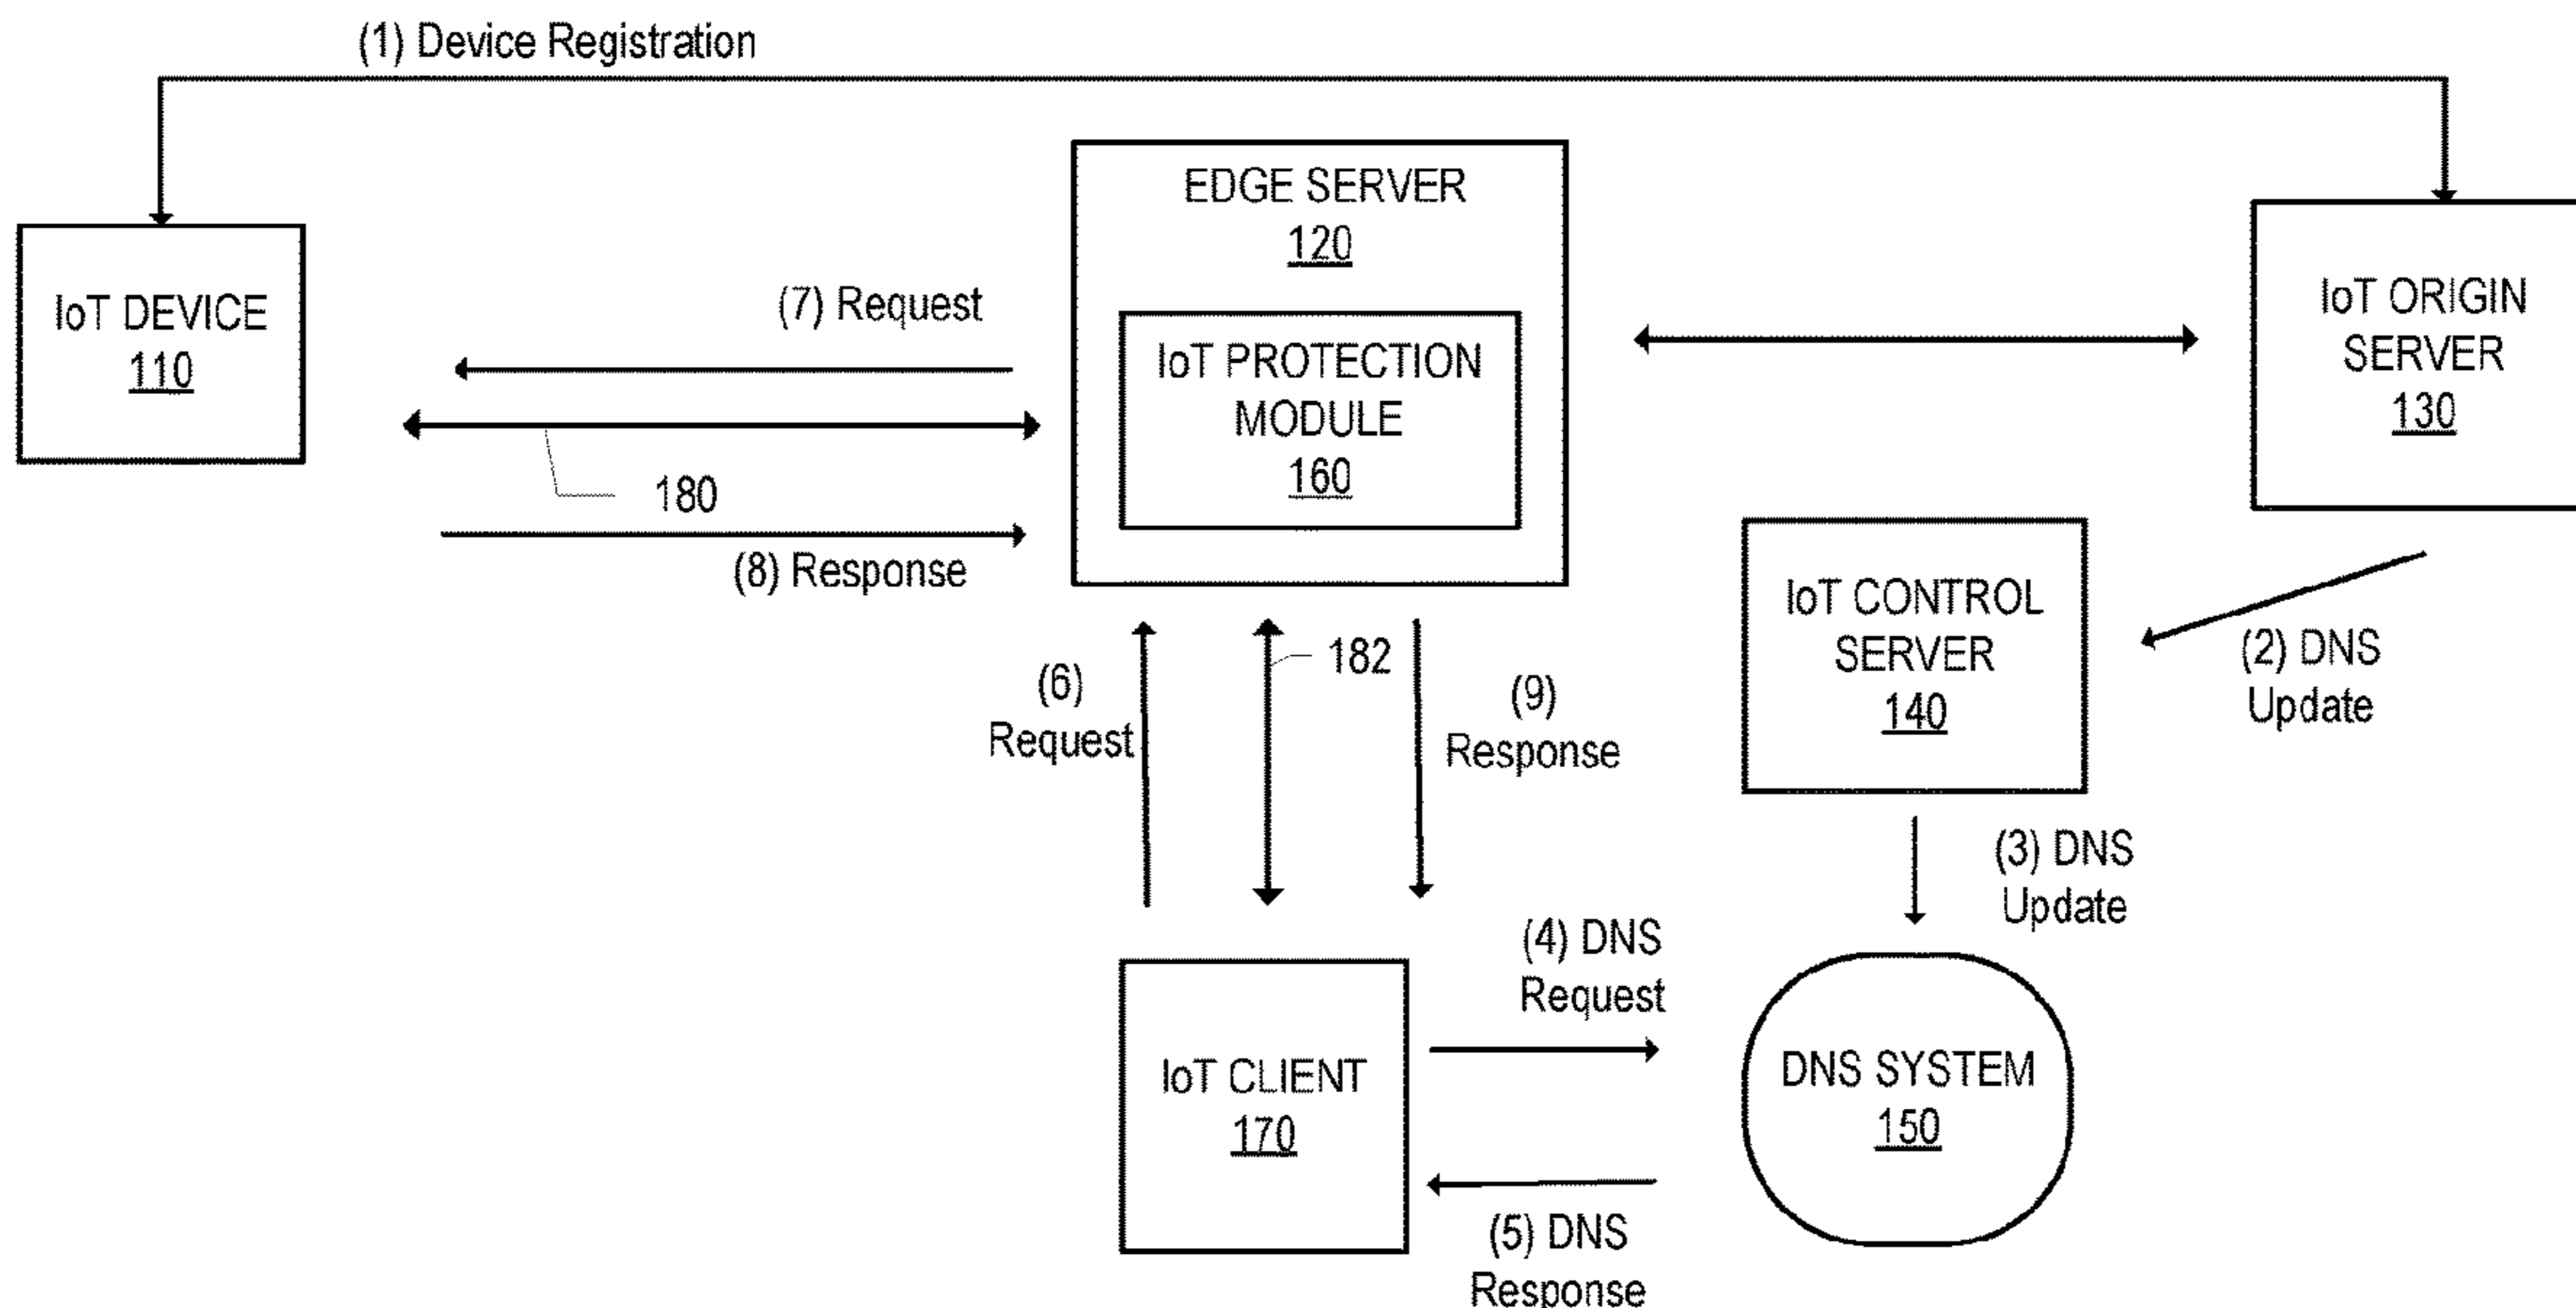 (1) Device Registration
EDGE SERVER
120
IoT DEVICE
110
(7) Request
IoT PROTECTION
MODULE
160
180
(8) Response
IoT ORIGIN
SERVER
130
IoT CONTROL
SERVER
140
(2) DNS
Update
(6)
Request
182
(9)
Response
(3) DNS
Update
(4) DNS
Request
IoT CLIENT
170
DNS SYSTEM
150
(5) DNS
Response